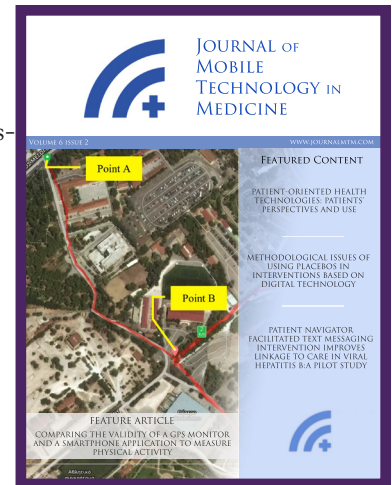 JOURNAL OF
MOBILE
TECHNOLOGY IN
MEDICINE
s-
VOLUME 6 ISSUE 2
WWW.JOURNALMTM.COM
Point A
Point B
FEATURE ARTICLE
COMPARING THE VALIDITY OF A GPS MONITOR
AND A SMARTPHONE APPLICATION TO MEASURE
PHYSICAL ACTIVITY
FEATURED CONTENT
PATIENT-ORIENTED HEALTH
TECHNOLOGIES: PATIENTS'
PERSPECTIVES AND USE
METHODOLOGICAL ISSUES OF
USING PLACEBOS IN
INTERVENTIONS BASED ON
DIGITAL TECHNOLOGY
PATIENT NAVIGATOR
FACILITATED TEXT MESSAGING
INTERVENTION IMPROVES
LINKAGE TO CARE IN VIRAL
HEPATITIS B:A PILOT STUDY